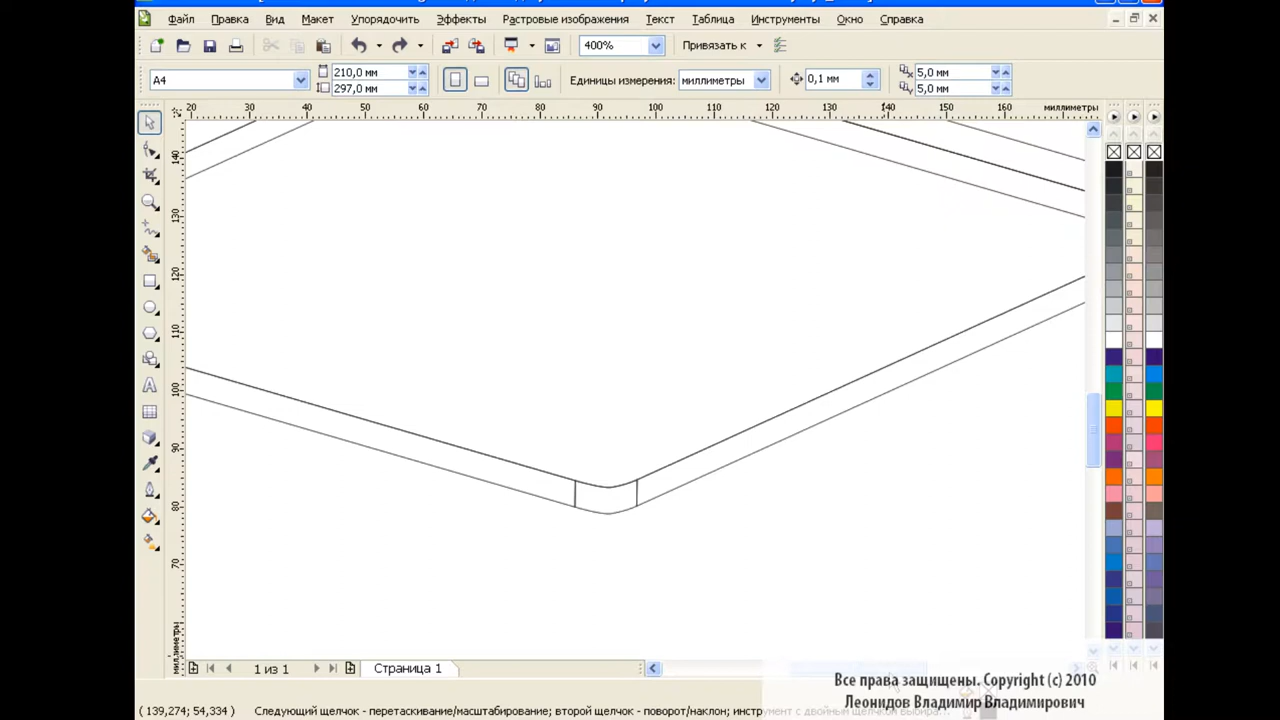 Файл Правка Вид Макет Упорядочить Эффекты Растровые изображения Текст Таблица Инструменты Окно Справка
400% Привязать к
A4 210,0 мм 297,0 мм Единицы измерения: миллиметры 0,1 мм 5,0 мм 5,0 мм
20 30 40 50 60 70 80 90 100 110 120 130 140 150 160 миллиметры
140
130
120
110
100
90
80
70
миллиметры
1 из 1 Страница 1
Все права защищены. Copyright (c) 2010
Леонидов Владимир Владимирович
( 139,274; 54,334 ) Следующий щелчок - перетаскивание/масштабирование; второй щелчок - поворот/наклон; инструмент с двойным щелчком